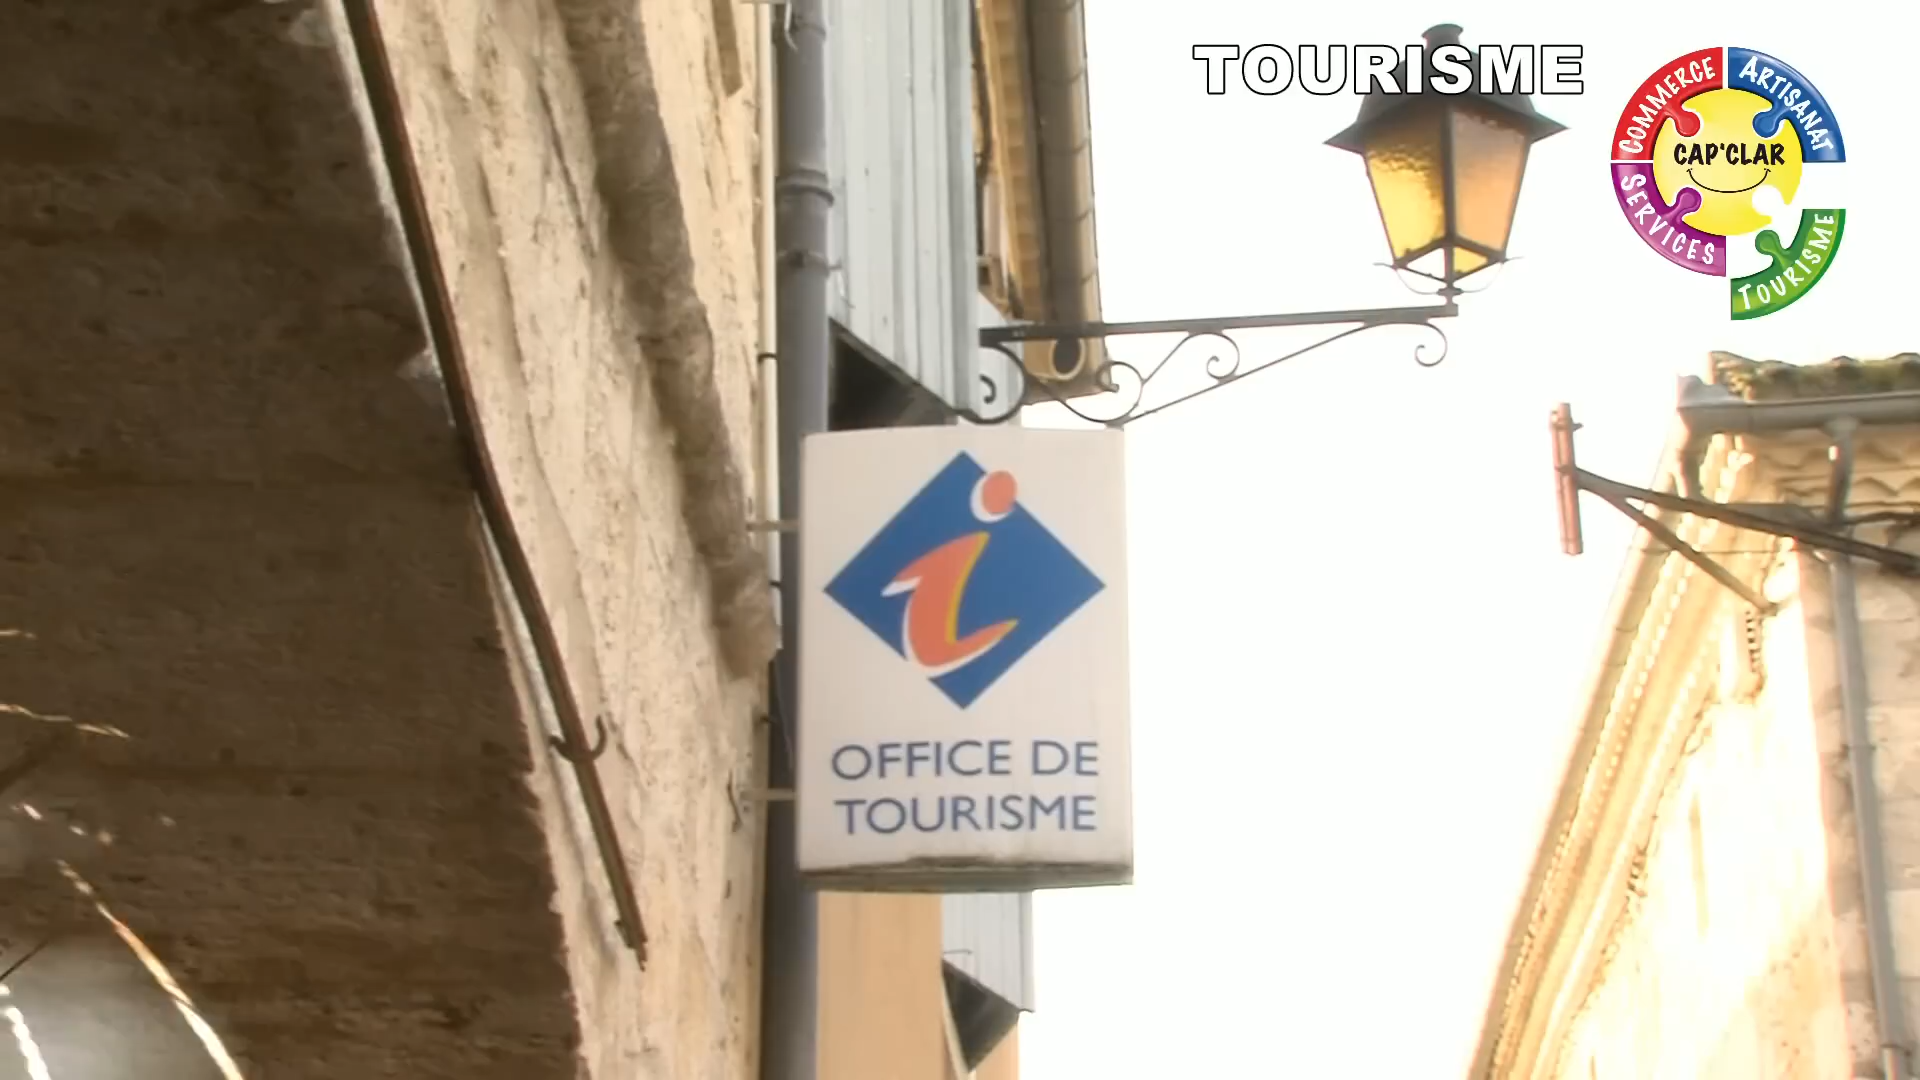 TOURISME
COMMERCE
ARTISANAT
CAP'CLAR
SERVICES
TOURISME
OFFICE DE
TOURISME